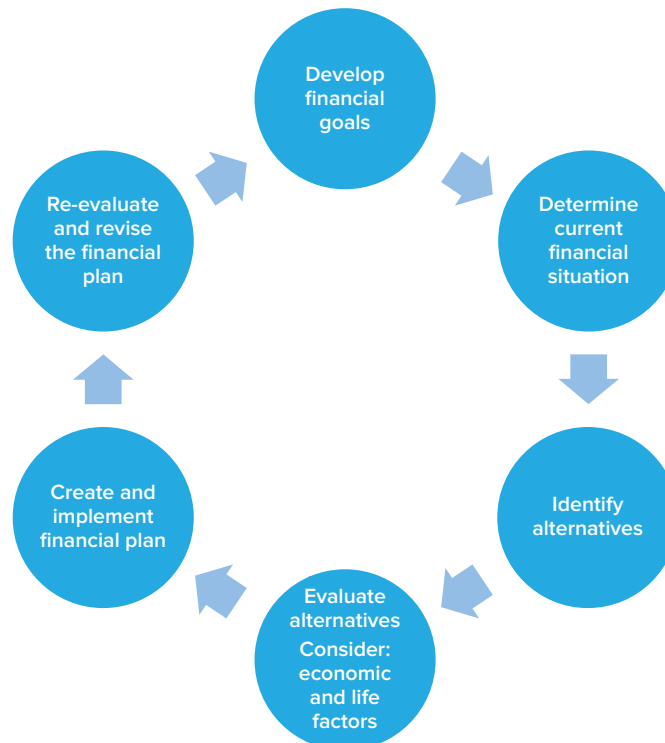 Develop
financial
goals
Determine
current
financial
situation
Identify
alternatives
Evaluate
alternatives
Consider:
economic
and life
factors
Create and
implement
financial plan
Re-evaluate
and revise
the financial
plan